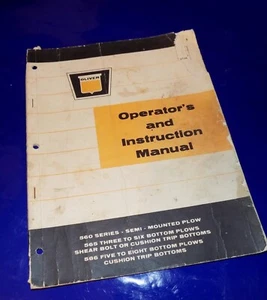 OLIVER
Operator's
and
Instruction
Manual
560 SERIES - SEMI - MOUNTED PLOW
565 THREE TO SIX BOTTOM PLOWS
SHEAR BOLT OR CUSHION TRIP BOTTOMS
566 FIVE TO EIGHT BOTTOM PLOWS
CUSHION TRIP BOTTOMS